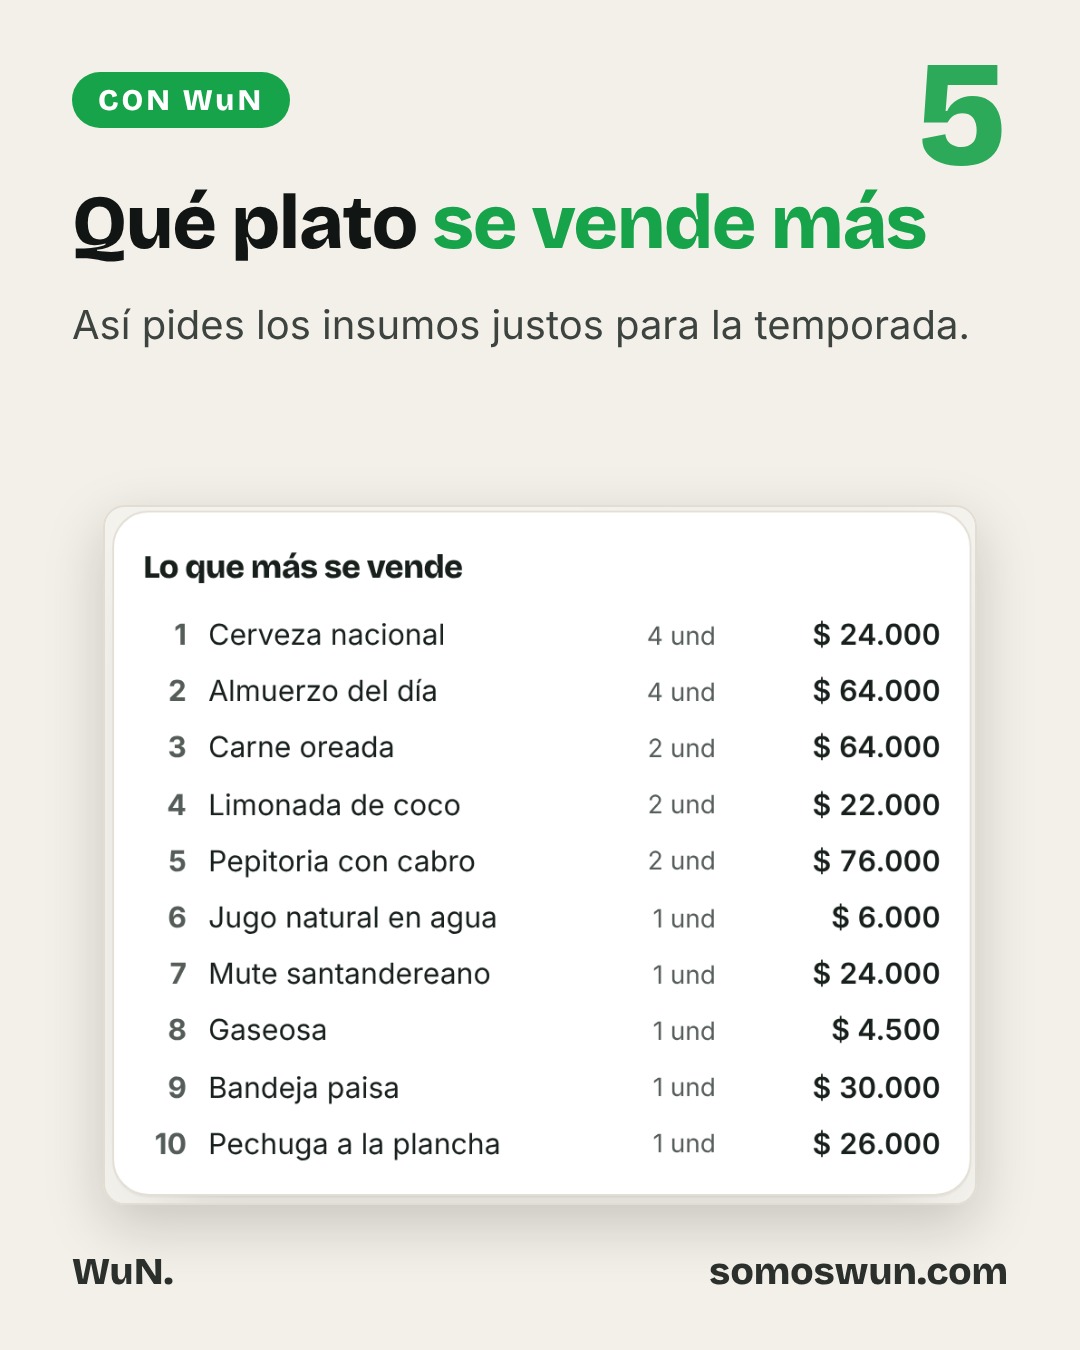 CON WuN
5
Qué plato se vende más
Así pides los insumos justos para la temporada.
Lo que más se vende
1 Cerveza nacional 4 und $ 24.000
2 Almuerzo del día 4 und $ 64.000
3 Carne oreada 2 und $ 64.000
4 Limonada de coco 2 und $ 22.000
5 Pepitoria con cabro 2 und $ 76.000
6 Jugo natural en agua 1 und $ 6.000
7 Mute santandereano 1 und $ 24.000
8 Gaseosa 1 und $ 4.500
9 Bandeja paisa 1 und $ 30.000
10 Pechuga a la plancha 1 und $ 26.000
WuN. somoswun.com